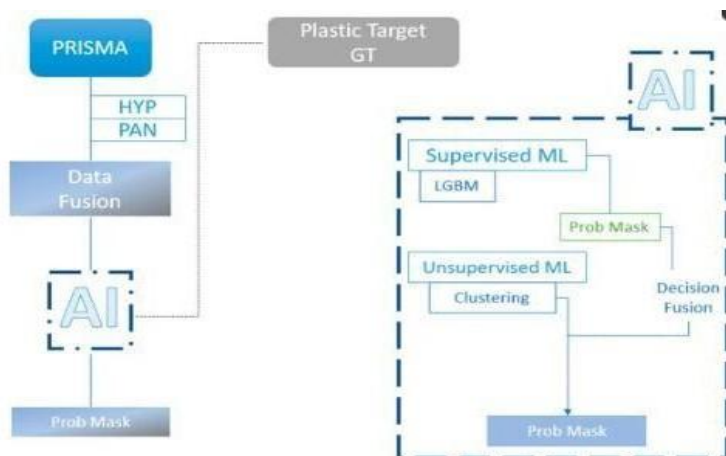 PRISMA
HYP
PAN
Data
Fusion
AI
Prob Mask
Plastic Target
GT
AI
Supervised ML
LGBM
Prob Mask
Unsupervised ML
Clustering
Decision
Fusion
Prob Mask